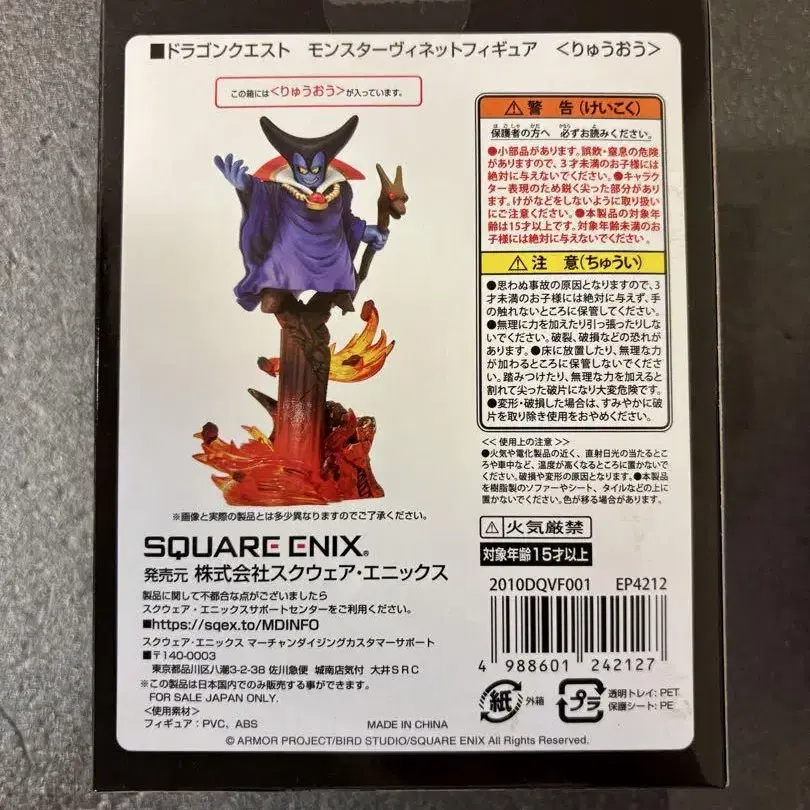 ■ドラゴンクエスト モンスターヴィネットフィギュア <りゅうおう>
この箱には<りゅうおう>が入っています。
⚠警 告(けいこく)
保護者の方へ 必ずお読みください。
●小部品があります。誤飲・窒息の危険
がありますので、3才未満のお子様には
絶対に与えないでください。●キャラク
ター表現のため鋭く尖った部分があり
ます。けがなどをしないように取り扱い
にご注意ください。●本製品の対象年
齢は15才以上です。対象年齢未満のお
子様には絶対に与えないでください。
⚠注 意(ちゅうい)
●思わぬ事故の原因となりますので、3
才未満のお子様には絶対に与えず、手
の触れないところに保管してください。
●無理に力を加えたり引っ張ったりしな
いでください。破裂、破損などの恐れが
あります。●床に放置したり、無理な力
が加わるところに保管しないでくださ
い。踏みつけたり、無理な力を加えると
割れて尖った破片になり大変危険です。
●変形・破損した場合は、すみやかに破
片を取り除き使用をおやめください。
<< 使用上の注意 >>
●火気や電化製品の近く、直射日光の当たるとこ
ろや車中など、温度が高くなるところに置かないで
ください。破損や変形の原因となります。●本製品
を樹脂製のソファーやシート、タイルなどの上に
置かないでください。色が移る場合があります。
※画像と実際の製品とは多少異なりますのでご了承ください。
⚠火気厳禁
対象年齢15才以上
SQUARE ENIX®
発売元 株式会社スクウェア・エニックス
製品に関して不都合な点がございましたら
スクウェア・エニックスサポートセンターをご利用ください。
■https://sqex.to/MDINFO
スクウェア・エニックス マーチャンダイジングカスタマーサポート
■〒140-0003
東京都品川区八潮3-2-38 佐川急便 城南店気付 大井SRC
※この製品は日本国内でのみ販売する事ができます。
FOR SALE JAPAN ONLY.
<使用素材>
フィギュア:PVC、ABS
MADE IN CHINA
2010DQVF001 EP4212
4 988601 242127
紙 外箱
プラ 透明トレイ:PET
保護シート:PE
© ARMOR PROJECT/BIRD STUDIO/SQUARE ENIX All Rights Reserved.